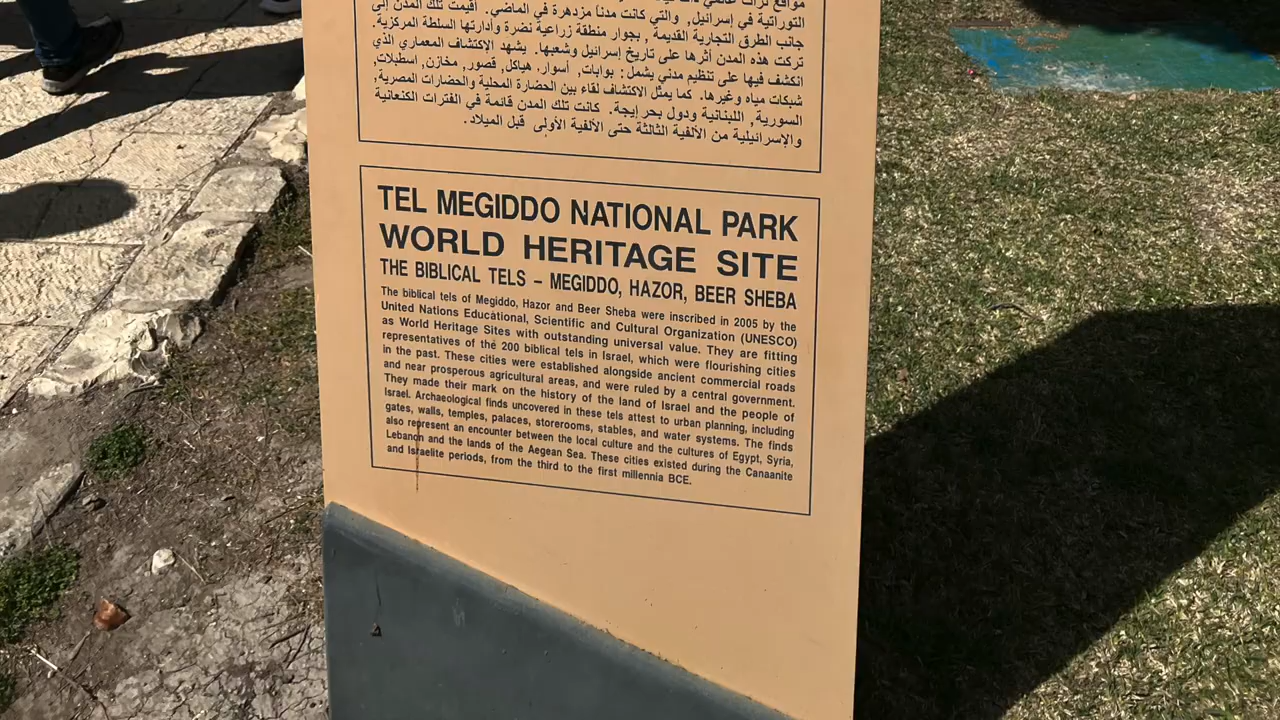 التوراتية في إسرائيل, والتي كانت مدناً مزدهرة في الماضي. أقيمت تلك المدن إلى
جانب الطرق التجارية القديمة, بجوار منطقة زراعية نضرة وأدارتها السلطة المركزية.
تركت هذه المدن أثرها على تاريخ إسرائيل وشعبها. يشهد الإكتشاف المعماري الذي
انكشف فيها على تنظيم مدني يشمل: بوابات, أسوار, هياكل, قصور, مخازن, اسطبلات,
شبكات مياه وغيرها. كما يمثّل الاكتشاف لقاء بين الحضارة المحلية والحضارات المصرية,
السورية, اللبنانية ودول بحر إيجة. كانت تلك المدن قائمة في الفترات الكنعانية
والإسرائيلية من الألفية الثالثة حتى الألفية الأولى قبل الميلاد.
TEL MEGIDDO NATIONAL PARK
WORLD HERITAGE SITE
THE BIBLICAL TELS – MEGIDDO, HAZOR, BEER SHEBA
The biblical tels of Megiddo, Hazor and Beer Sheba were inscribed in 2005 by the
United Nations Educational, Scientific and Cultural Organization (UNESCO)
as World Heritage Sites with outstanding universal value. They are fitting
representatives of the 200 biblical tels in Israel, which were flourishing cities
in the past. These cities were established alongside ancient commercial roads
and near prosperous agricultural areas, and were ruled by a central government.
They made their mark on the history of the land of Israel and the people of
Israel. Archaeological finds uncovered in these tels attest to urban planning, including
gates, walls, temples, palaces, storerooms, stables, and water systems. The finds
also represent an encounter between the local culture and the cultures of Egypt, Syria,
Lebanon and the lands of the Aegean Sea. These cities existed during the Canaanite
and Israelite periods, from the third to the first millennia BCE.